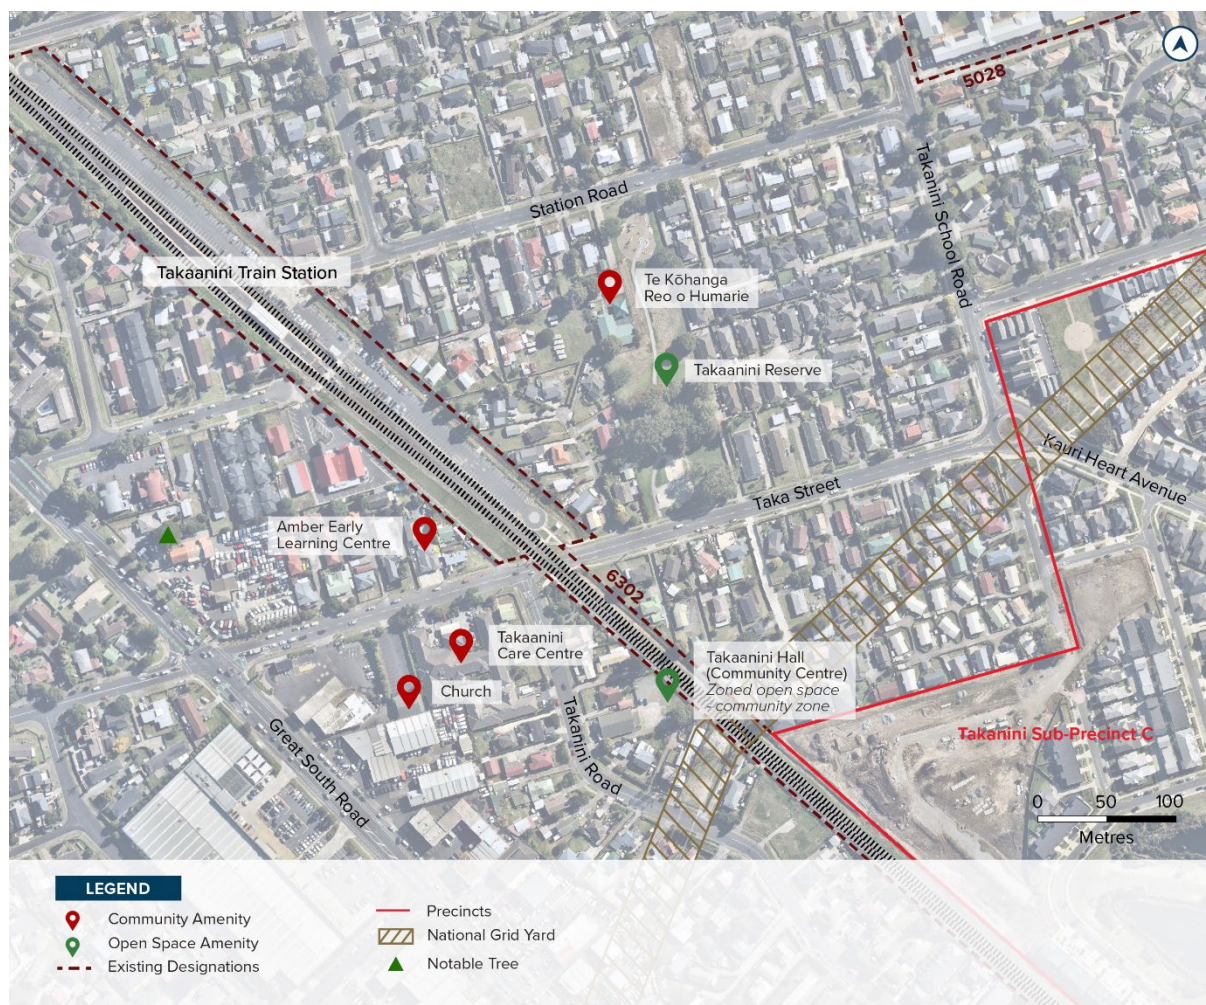 5028
Takanini School Road
Station Road
Takaanini Train Station
Te Kōhanga
Reo o Humarie
Takaanini Reserve
Kauri Heart Avenue
Taka Street
Amber Early
Learning Centre
6302
Takaanini
Care Centre
Takaanini Hall
(Community Centre)
Zoned open space
- community zone
Church
Takanini Road
Great South Road
Takanini Sub-Precinct C
0 50 100
Metres
LEGEND
Community Amenity
Open Space Amenity
Existing Designations
Precincts
National Grid Yard
Notable Tree